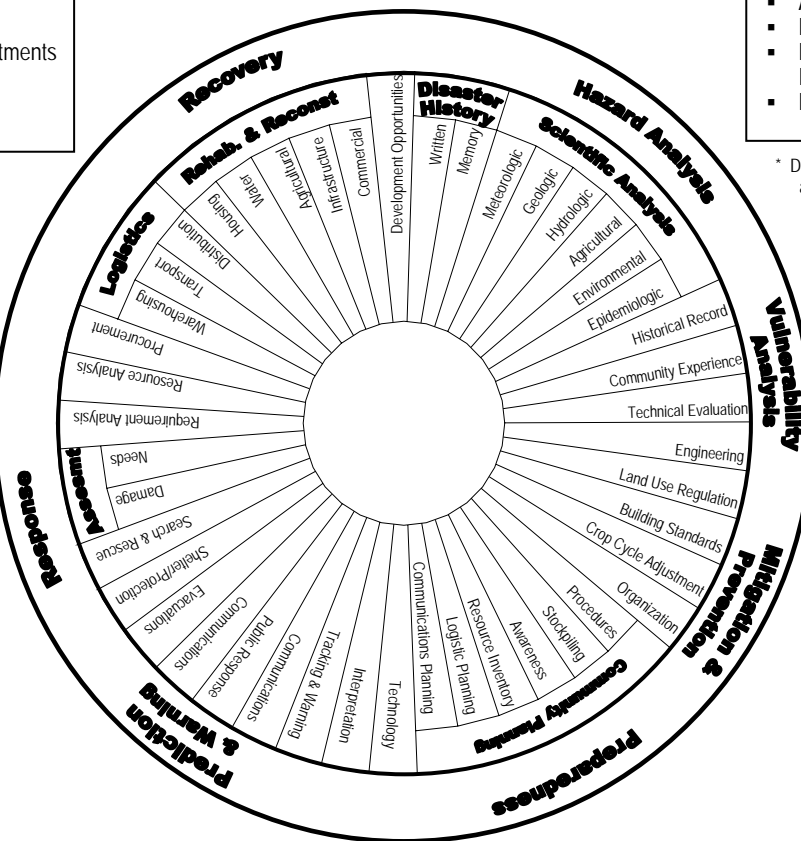 tments
* D
a
Recovery
Hazard Analysis
Vulnerability
Analysis
Mitigation &
Prevention
Preparedness
Prediction
& Warning
Response
Rehab. & Reconst
Disaster
History
Scientific Analysis
Community Planning
Logistics
Development Opportunities
Written
Memory
Meteorologic
Geologic
Hydrologic
Agricultural
Environmental
Epidemiologic
Historical Record
Community Experience
Technical Evaluation
Engineering
Land Use Regulation
Building Standards
Crop Cycle Adjustment
Organization
Procedures
Stockpiling
Awareness
Resource Inventory
Logistic Planning
Communications Planning
Technology
Interpretation
Tracking & Warning
Communications
Public Response
Communications
Evacuations
Shelter/Protection
Search & Rescue
Damage
Needs
Requirement Analysis
Resource Analysis
Procurement
Warehousing
Transport
Distribution
Housing
Water
Agricultural
Infrastructure
Commercial